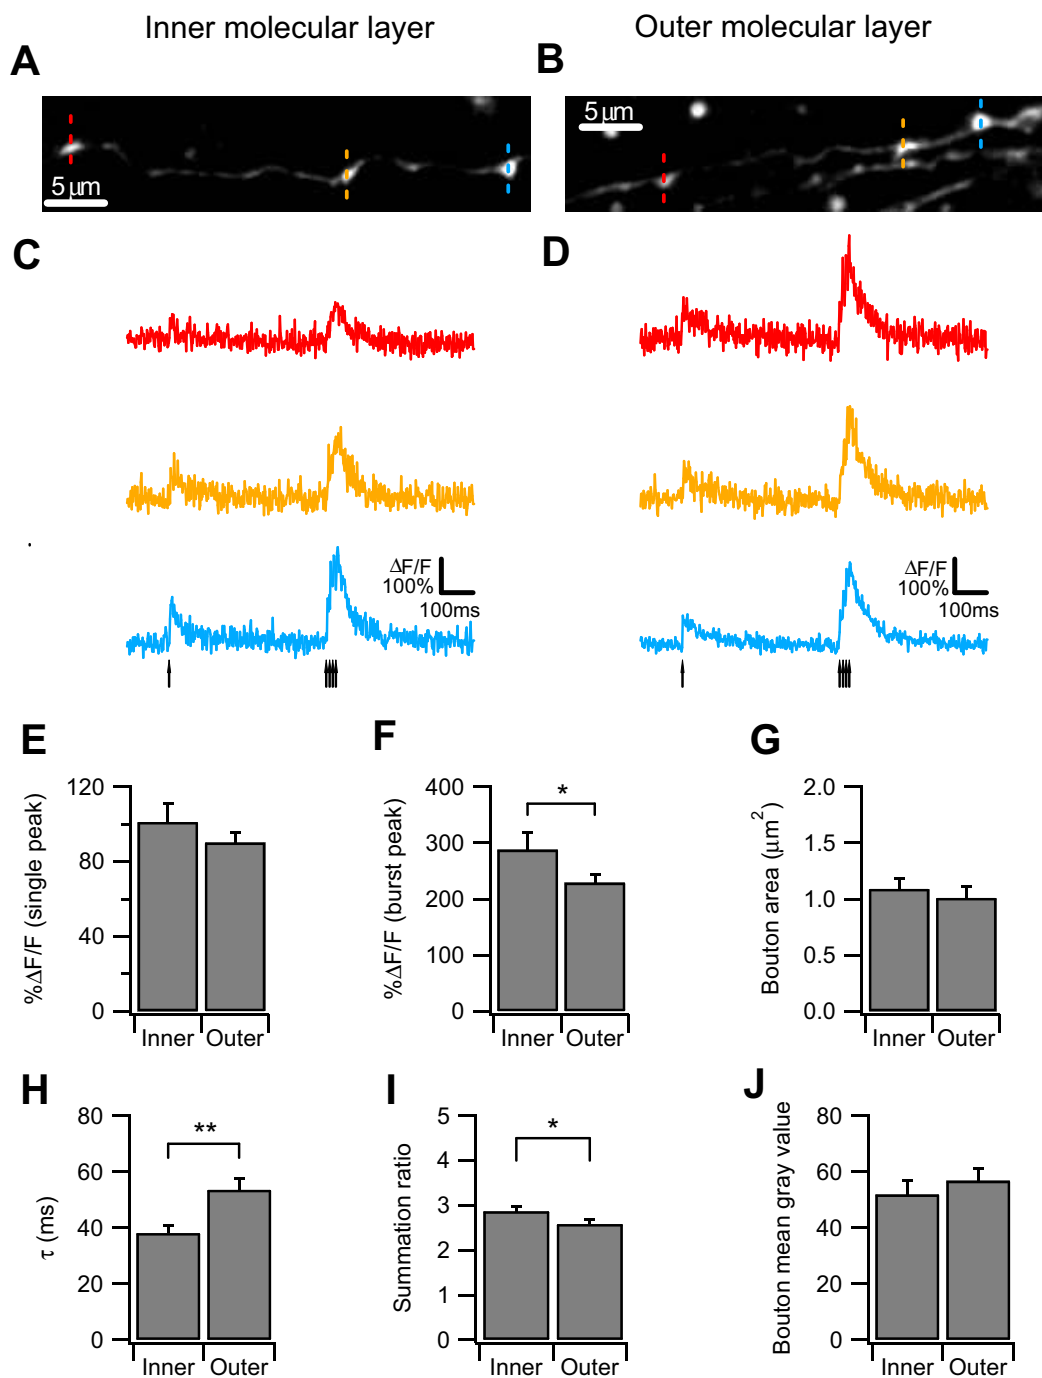 Inner molecular layer
Outer molecular layer
A
B
5 μm
5 μm
C
D
ΔF/F
100%
100ms
ΔF/F
100%
100ms
E
F
G
%ΔF/F (single peak)
120
80
40
0
Inner
Outer
%ΔF/F (burst peak)
400
300
200
100
0
*
Inner
Outer
Bouton area (μm²)
2.0
1.5
1.0
0.5
0.0
Inner
Outer
H
I
J
τ (ms)
80
60
40
20
0
**
Inner
Outer
Summation ratio
5
4
3
2
1
0
*
Inner
Outer
Bouton mean gray value
80
60
40
20
0
Inner
Outer